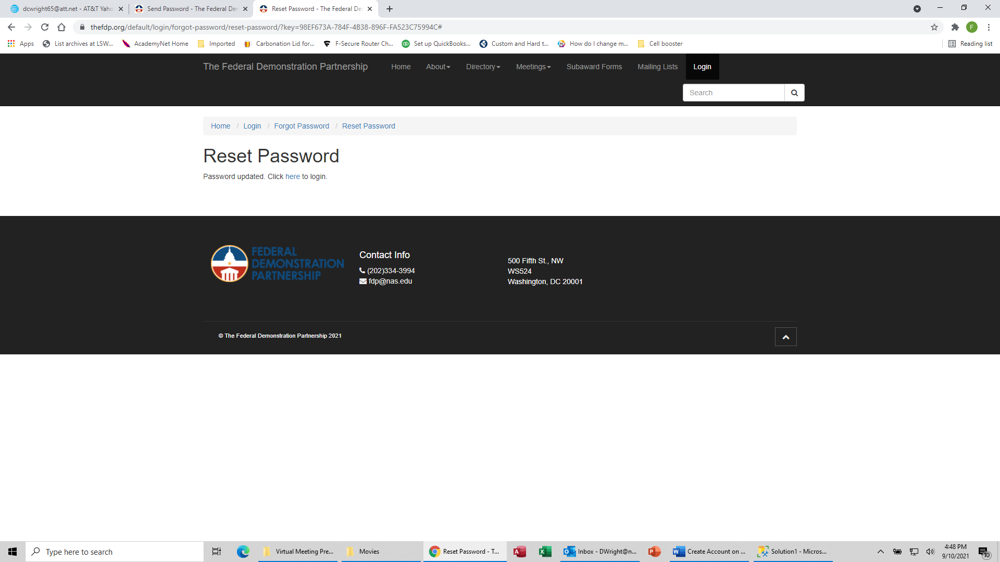 dcwright65@att.net - AT&T Yaho
Send Password - The Federal De
Reset Password - The Federal De
thefdp.org/default/login/forgot-password/reset-password/?key=98EF673A-784F-4B38-896F-FA523C75994C#
F
Apps
List archives at LSW...
AcademyNet Home
Imported
Carbonation Lid for...
F-Secure Router Ch...
Set up QuickBooks...
Custom and Hard t...
How do I change m...
Cell booster
Reading list
The Federal Demonstration Partnership
Home
About
Directory
Meetings
Subaward Forms
Mailing Lists
Login
Search
Home / Login / Forgot Password / Reset Password
Reset Password
Password updated. Click here to login.
FEDERAL
DEMONSTRATION
PARTNERSHIP
Contact Info
(202)334-3994
fdp@nas.edu
500 Fifth St., NW
WS524
Washington, DC 20001
© The Federal Demonstration Partnership 2021
Type here to search
Virtual Meeting Pre...
Movies
Reset Password - T...
Inbox - DWright@n...
Create Account on ...
Solution1 - Micros...
4:48 PM
9/10/2021
10